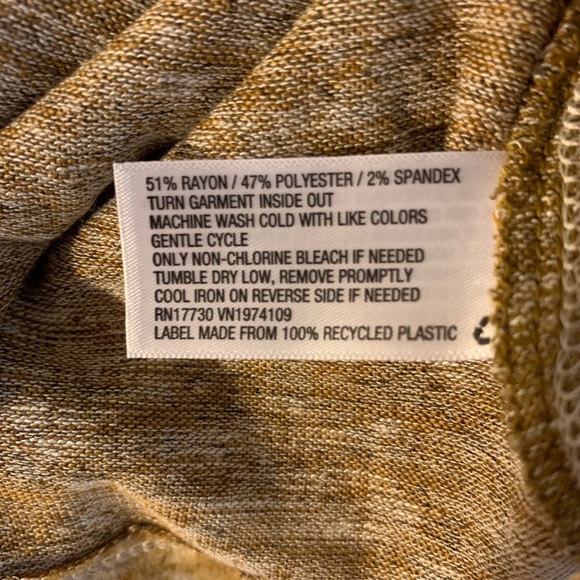 51% RAYON / 47% POLYESTER / 2% SPANDEX
TURN GARMENT INSIDE OUT
MACHINE WASH COLD WITH LIKE COLORS
GENTLE CYCLE
ONLY NON-CHLORINE BLEACH IF NEEDED
TUMBLE DRY LOW, REMOVE PROMPTLY
COOL IRON ON REVERSE SIDE IF NEEDED
RN17730 VN1974109
LABEL MADE FROM 100% RECYCLED PLASTIC